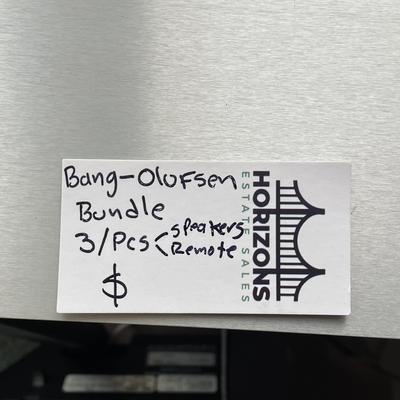 Bang-Olufsen
Bundle
3/Pcs < speakers
Remote
$
HORIZONS
ESTATE SALES